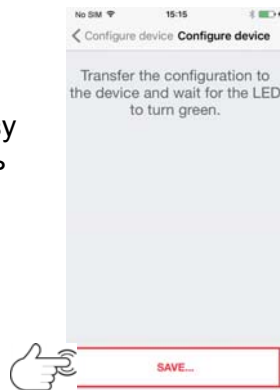 No SIM 15:15
Configure device Configure device
Transfer the configuration to
the device and wait for the LED
to turn green.
SAVE...